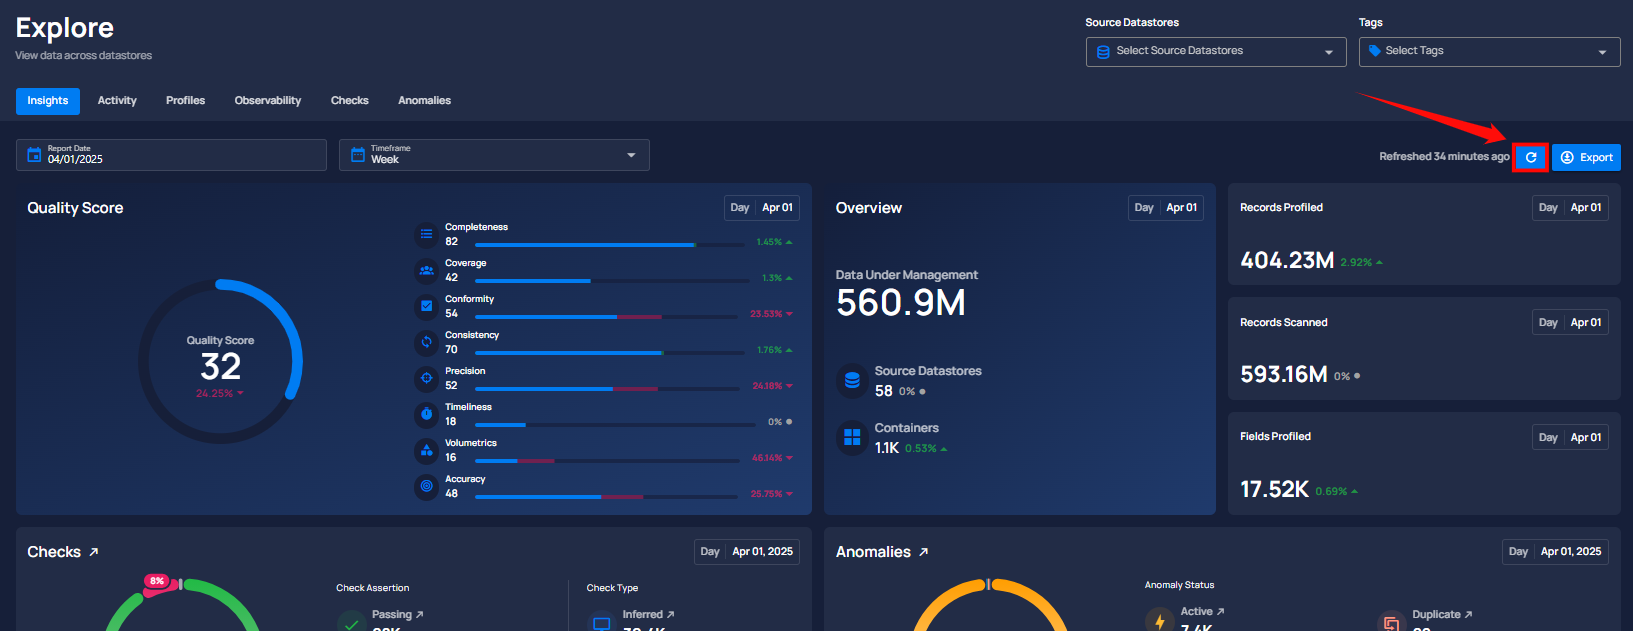 Explore
View data across datastores
Source Datastores
Select Source Datastores
Tags
Select Tags
Insights
Activity
Profiles
Observability
Checks
Anomalies
Report Date
04/01/2025
Timeframe
Week
Refreshed 34 minutes ago
Export
Quality Score
Day Apr 01
Quality Score
32
24.25%
Completeness
82
1.45%
Coverage
42
1.3%
Conformity
54
23.53%
Consistency
70
1.76%
Precision
52
24.18%
Timeliness
18
0%
Volumetrics
16
46.14%
Accuracy
48
25.75%
Overview
Day Apr 01
Data Under Management
560.9M
Source Datastores
58 0%
Containers
1.1K 0.53%
Records Profiled
Day Apr 01
404.23M 2.92%
Records Scanned
Day Apr 01
593.16M 0%
Fields Profiled
Day Apr 01
17.52K 0.69%
Checks
Day Apr 01, 2025
8%
Check Assertion
Passing
Check Type
Inferred
Anomalies
Day Apr 01, 2025
Anomaly Status
Active
7.4K
Duplicate